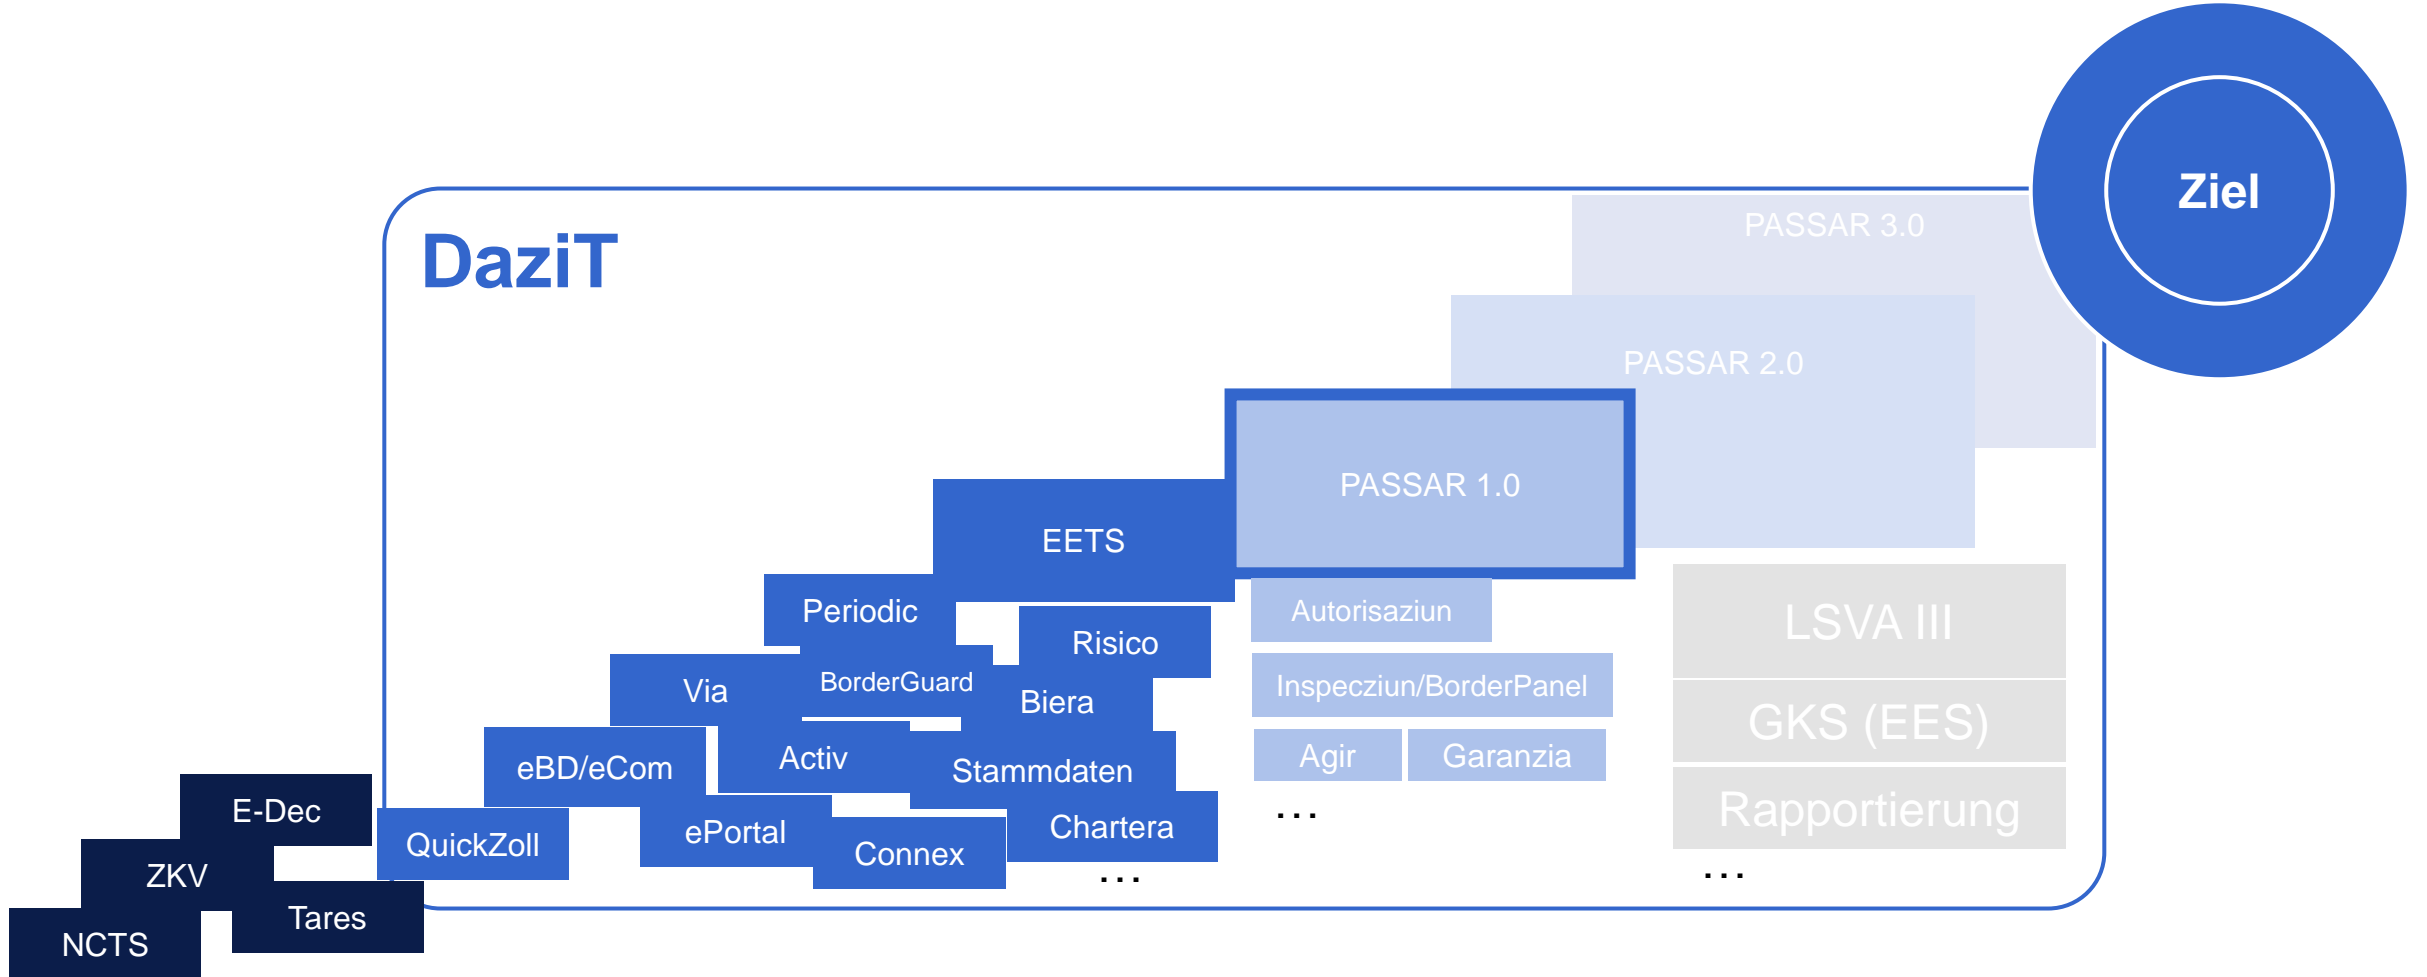 Ziel
DaziT
PASSAR 3.0
PASSAR 2.0
PASSAR 1.0
EETS
Periodic
Risico
Autorisaziun
LSVA III
Via
BorderGuard
Biera
Inspecziun/BorderPanel
GKS (EES)
eBD/eCom
Activ
Stammdaten
Agir
Garanzia
E-Dec
QuickZoll
ePortal
Connex
Chartera
...
Rapportierung
ZKV
...
...
Tares
NCTS